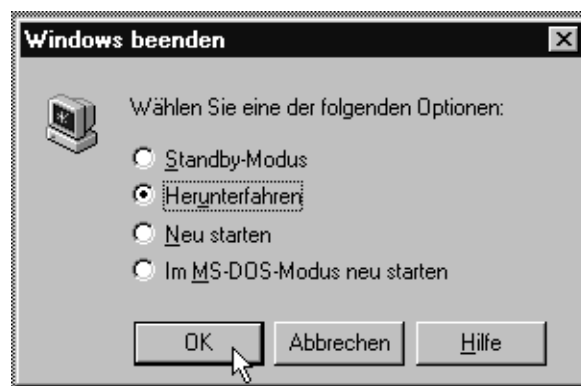 Windows beenden
Wählen Sie eine der folgenden Optionen:
Standby-Modus
Herunterfahren
Neu starten
Im MS-DOS-Modus neu starten
OK Abbrechen Hilfe